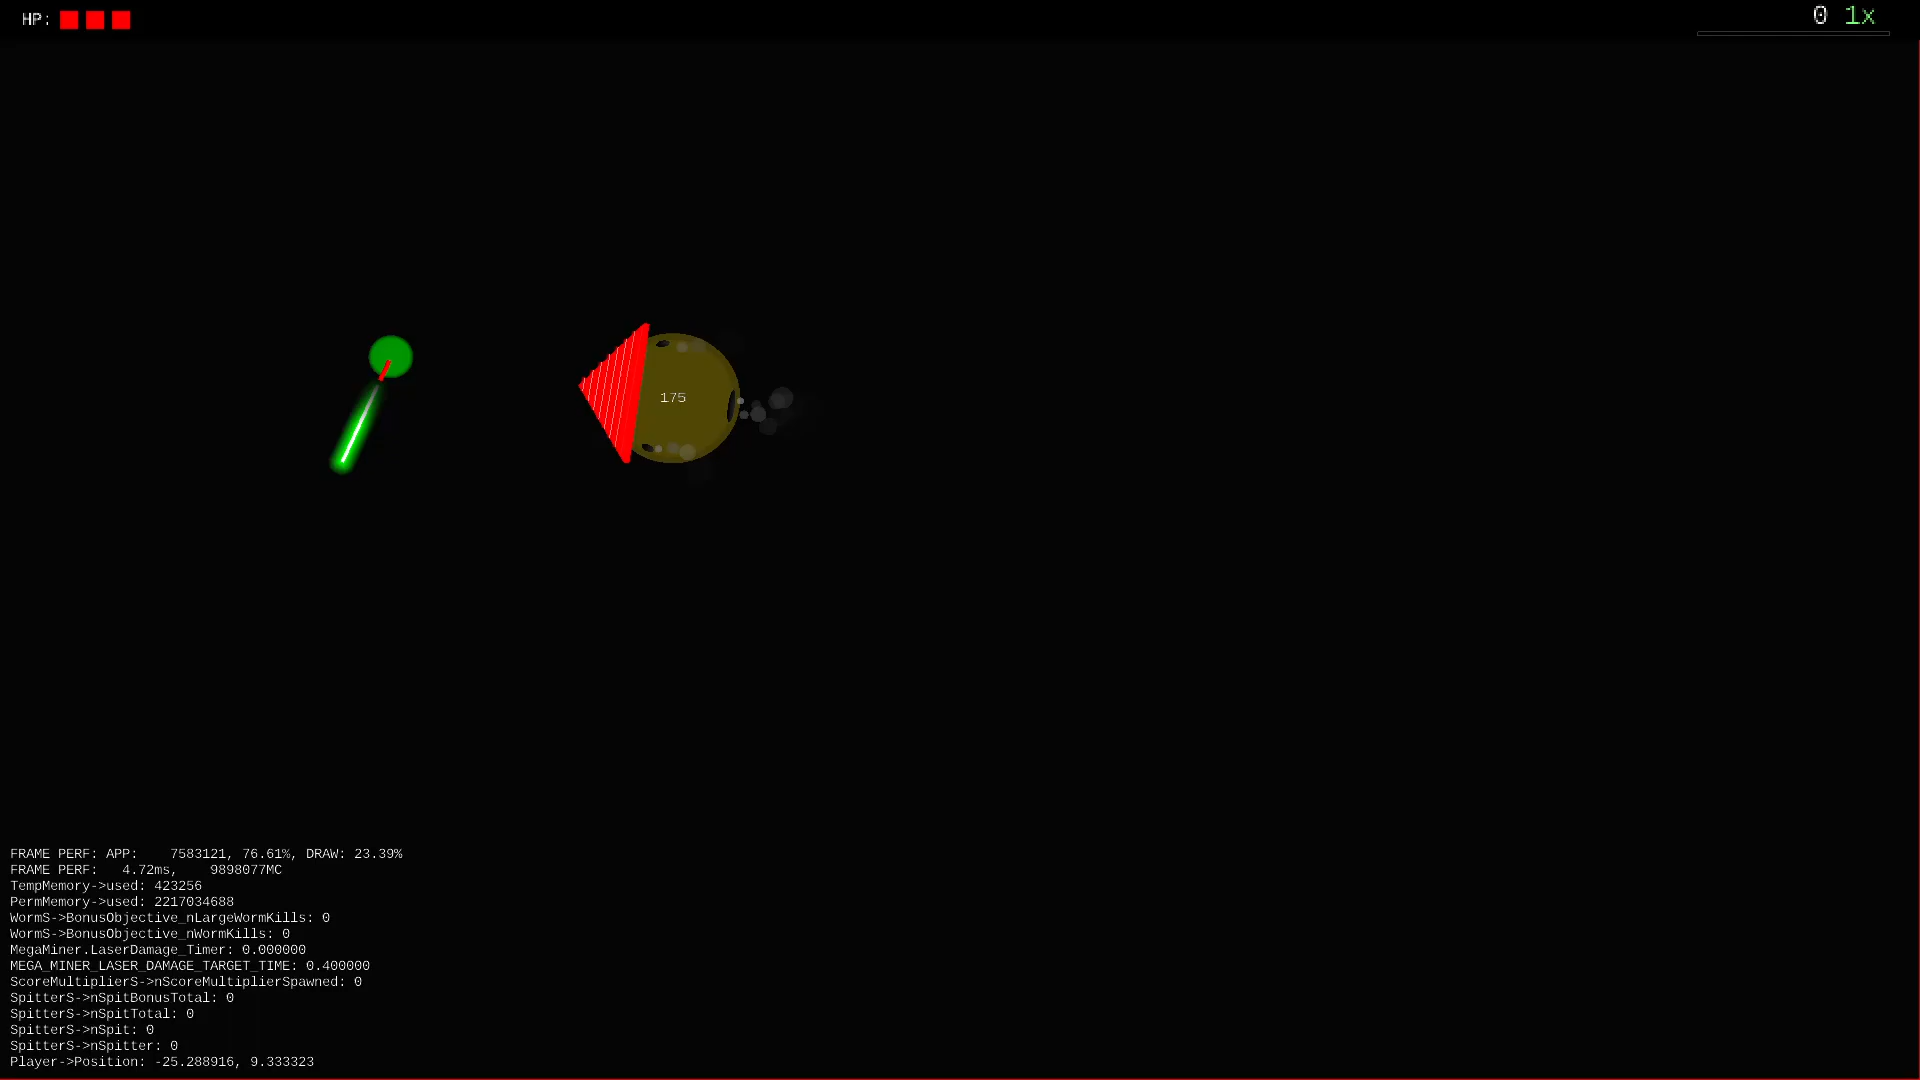 HP:
0 1x
175
FRAME PERF: APP:    7583121, 76.61%, DRAW: 23.39%
FRAME PERF:   4.72ms,    9898077MC
TempMemory->used: 423256
PermMemory->used: 2217034688
WormS->BonusObjective_nLargeWormKills: 0
WormS->BonusObjective_nWormKills: 0
MegaMiner.LaserDamage_Timer: 0.000000
MEGA_MINER_LASER_DAMAGE_TARGET_TIME: 0.400000
ScoreMultiplierS->nScoreMultiplierSpawned: 0
SpitterS->nSpitBonusTotal: 0
SpitterS->nSpitTotal: 0
SpitterS->nSpit: 0
SpitterS->nSpitter: 0
Player->Position: -25.288916, 9.333323